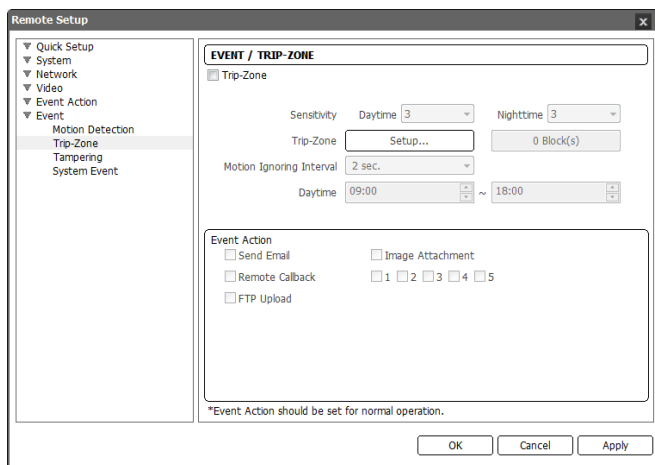 Remote Setup
x
Quick Setup
System
Network
Video
Event Action
Event
Motion Detection
Trip-Zone
Tampering
System Event
EVENT / TRIP-ZONE
Trip-Zone
Sensitivity Daytime 3 Nighttime 3
Trip-Zone Setup... 0 Block(s)
Motion Ignoring Interval 2 sec.
Daytime 09:00 ~ 18:00
Event Action
Send Email Image Attachment
Remote Callback 1 2 3 4 5
FTP Upload
*Event Action should be set for normal operation.
OK Cancel Apply